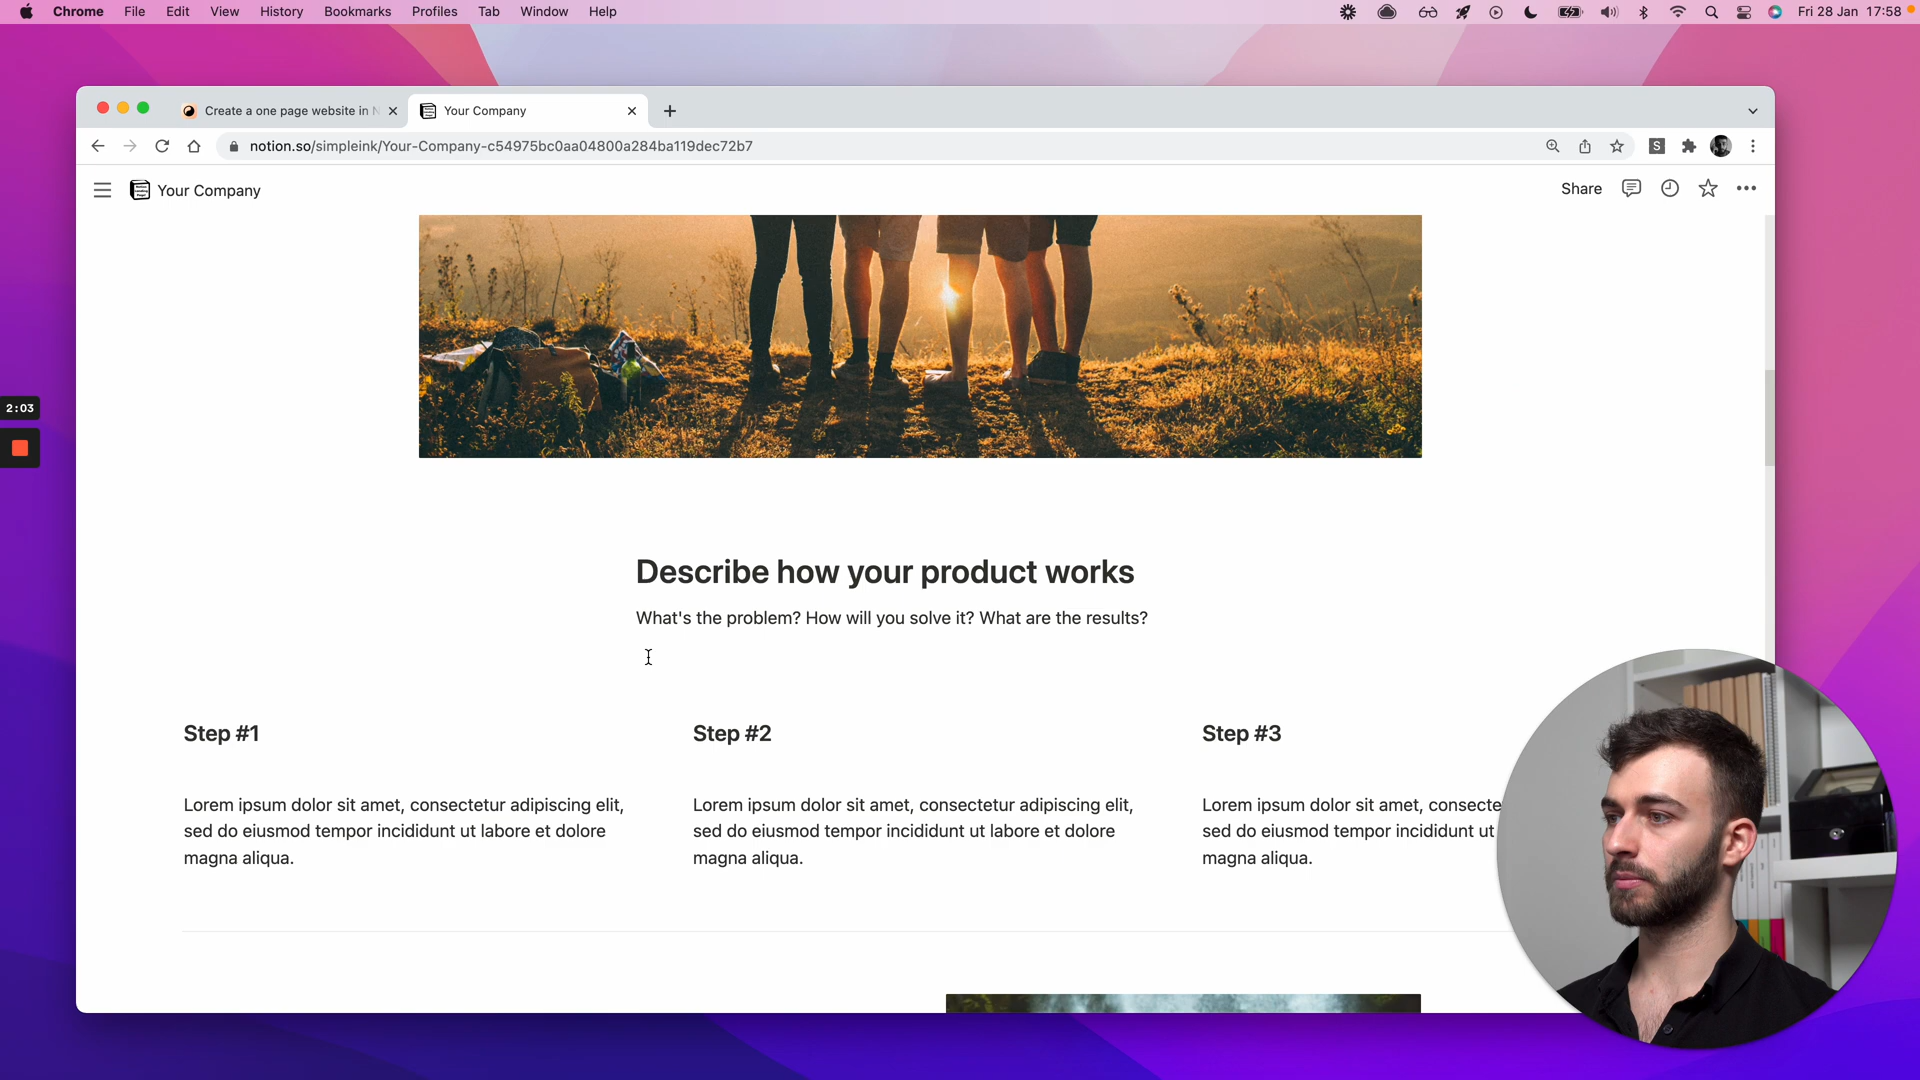 Chrome File Edit View History Bookmarks Profiles Tab Window Help Fri 28 Jan 17:58
Create a one page website in N Your Company
notion.so/simpleink/Your-Company-c54975bc0aa04800a284ba119dec72b7 S
Your Company Share
2:03
Describe how your product works
What's the problem? How will you solve it? What are the results?
Step #1
Lorem ipsum dolor sit amet, consectetur adipiscing elit,
sed do eiusmod tempor incididunt ut labore et dolore
magna aliqua.
Step #2
Lorem ipsum dolor sit amet, consectetur adipiscing elit,
sed do eiusmod tempor incididunt ut labore et dolore
magna aliqua.
Step #3
Lorem ipsum dolor sit amet, consecte
sed do eiusmod tempor incididunt ut
magna aliqua.